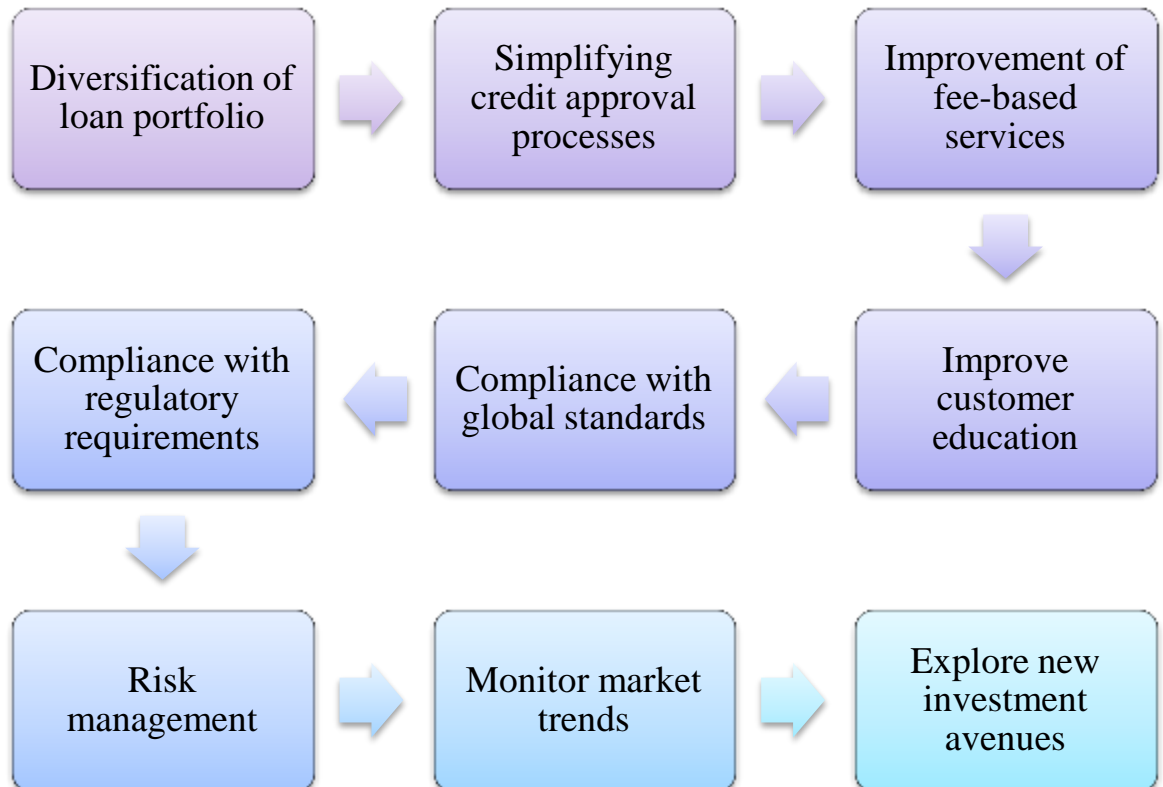 Diversification of
loan portfolio
Simplifying
credit approval
processes
Improvement of
fee-based
services
Improve
customer
education
Compliance with
global standards
Compliance with
regulatory
requirements
Risk
management
Monitor market
trends
Explore new
investment
avenues